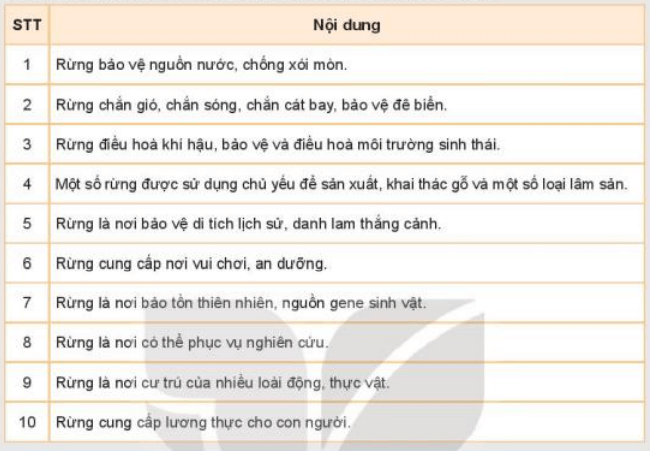 STT Nội dung
1 Rừng bảo vệ nguồn nước, chống xói mòn.
2 Rừng chắn gió, chắn sóng, chắn cát bay, bảo vệ đê biển.
3 Rừng điều hoà khí hậu, bảo vệ và điều hoà môi trường sinh thái.
4 Một số rừng được sử dụng chủ yếu để sản xuất, khai thác gỗ và một số loại lâm sản.
5 Rừng là nơi bảo vệ di tích lịch sử, danh lam thắng cảnh.
6 Rừng cung cấp nơi vui chơi, an dưỡng.
7 Rừng là nơi bảo tồn thiên nhiên, nguồn gene sinh vật.
8 Rừng là nơi có thể phục vụ nghiên cứu.
9 Rừng là nơi cư trú của nhiều loài động, thực vật.
10 Rừng cung cấp lương thực cho con người.